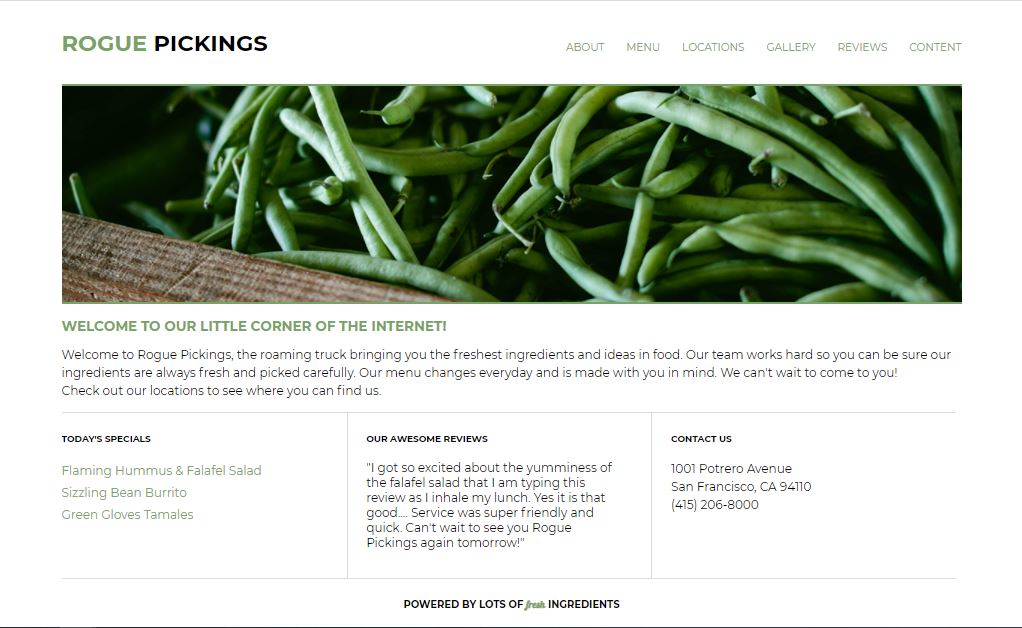 ROGUE PICKINGS
ABOUT MENU LOCATIONS GALLERY REVIEWS CONTENT
WELCOME TO OUR LITTLE CORNER OF THE INTERNET!
Welcome to Rogue Pickings, the roaming truck bringing you the freshest ingredients and ideas in food. Our team works hard so you can be sure our
ingredients are always fresh and picked carefully. Our menu changes everyday and is made with you in mind. We can't wait to come to you!
Check out our locations to see where you can find us.
TODAY'S SPECIALS
Flaming Hummus & Falafel Salad
Sizzling Bean Burrito
Green Gloves Tamales
OUR AWESOME REVIEWS
"I got so excited about the yumminess of
the falafel salad that I am typing this
review as I inhale my lunch. Yes it is that
good.... Service was super friendly and
quick. Can't wait to see you Rogue
Pickings again tomorrow!"
CONTACT US
1001 Potrero Avenue
San Francisco, CA 94110
(415) 206-8000
POWERED BY LOTS OF fresh INGREDIENTS